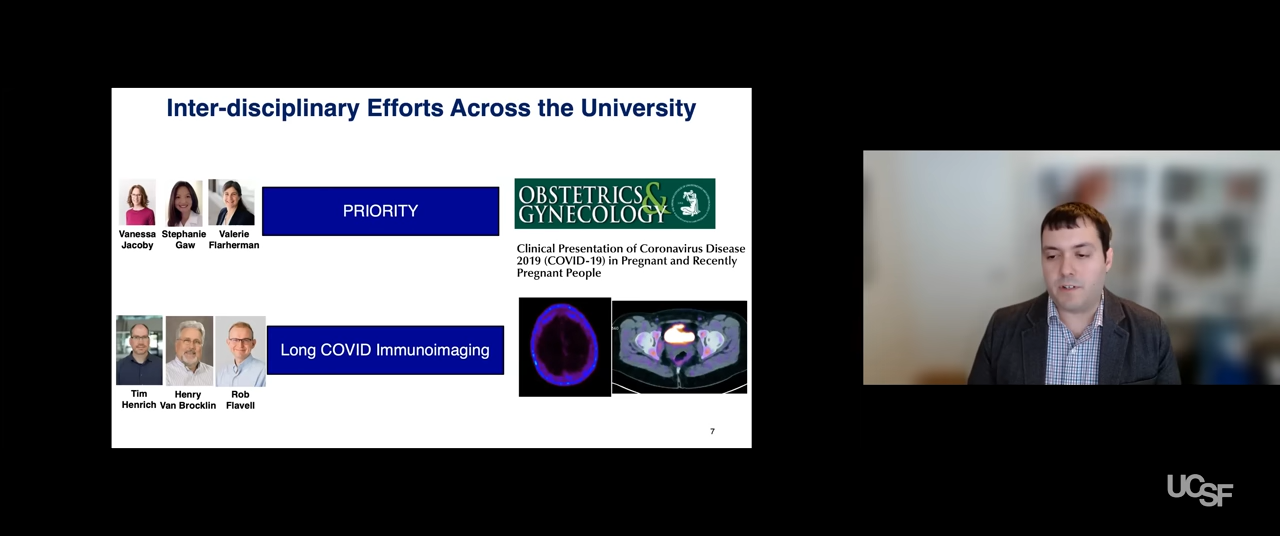 Inter-disciplinary Efforts Across the University
Vanessa Jacoby
Stephanie Gaw
Valerie Flarherman
PRIORITY
OBSTETRICS &
GYNECOLOGY
Clinical Presentation of Coronavirus Disease
2019 (COVID-19) in Pregnant and Recently
Pregnant People
Tim Henrich
Henry Van Brocklin
Rob Flavell
Long COVID Immunoimaging
7
UCSF